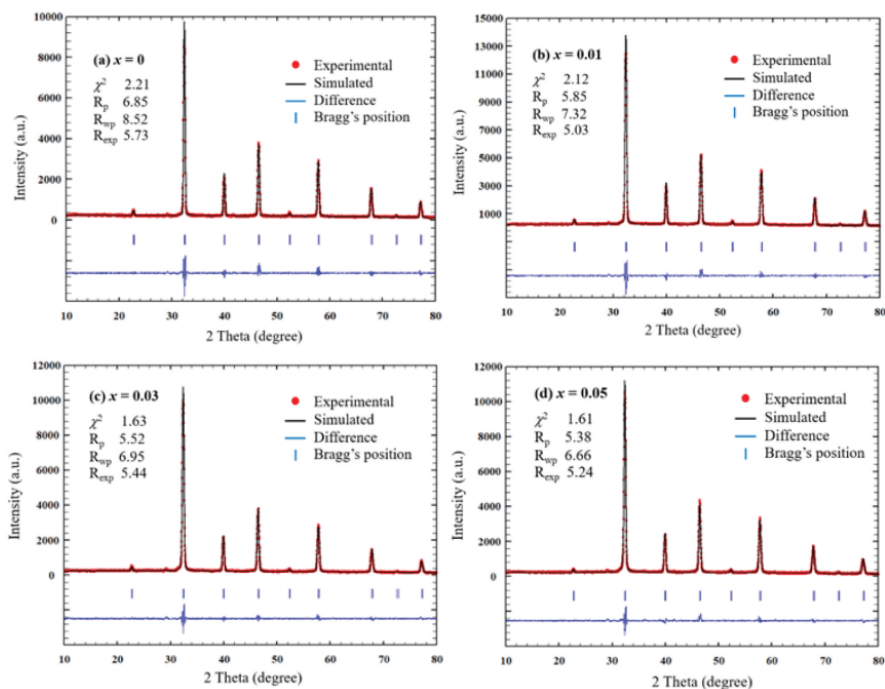 (a) x = 0
χ² 2.21
Rp 6.85
Rwp 8.52
Rexp 5.73
Experimental
Simulated
Difference
Bragg's position
10000
8000
6000
4000
2000
0
Intensity (a.u.)
10 20 30 40 50 60 70 80
2 Theta (degree)
(b) x = 0.01
χ² 2.12
Rp 5.85
Rwp 7.32
Rexp 5.03
Experimental
Simulated
Difference
Bragg's position
15000
13000
11000
9000
7000
5000
3000
1000
Intensity (a.u.)
10 20 30 40 50 60 70 80
2 Theta (degree)
(c) x = 0.03
χ² 1.63
Rp 5.52
Rwp 6.95
Rexp 5.44
Experimental
Simulated
Difference
Bragg's position
12000
10000
8000
6000
4000
2000
0
Intensity (a.u.)
10 20 30 40 50 60 70 80
2 Theta (degree)
(d) x = 0.05
χ² 1.61
Rp 5.38
Rwp 6.66
Rexp 5.24
Experimental
Simulated
Difference
Bragg's position
12000
10000
8000
6000
4000
2000
0
Intensity (a.u.)
10 20 30 40 50 60 70 80
2 Theta (degree)